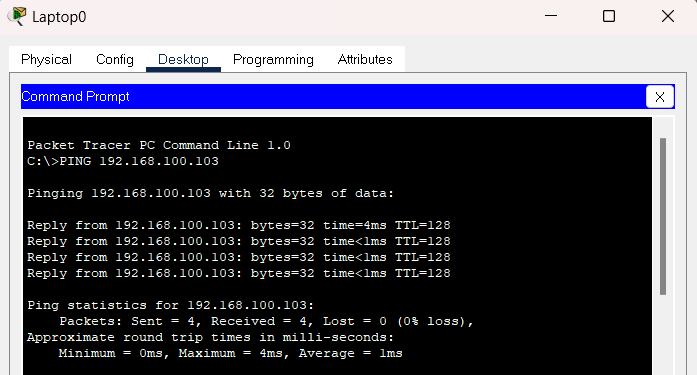 Laptop0
Physical Config Desktop Programming Attributes
Command Prompt
X
Packet Tracer PC Command Line 1.0
C:\>PING 192.168.100.103
Pinging 192.168.100.103 with 32 bytes of data:
Reply from 192.168.100.103: bytes=32 time=4ms TTL=128
Reply from 192.168.100.103: bytes=32 time<1ms TTL=128
Reply from 192.168.100.103: bytes=32 time<1ms TTL=128
Reply from 192.168.100.103: bytes=32 time<1ms TTL=128
Ping statistics for 192.168.100.103:
Packets: Sent = 4, Received = 4, Lost = 0 (0% loss),
Approximate round trip times in milli-seconds:
Minimum = 0ms, Maximum = 4ms, Average = 1ms